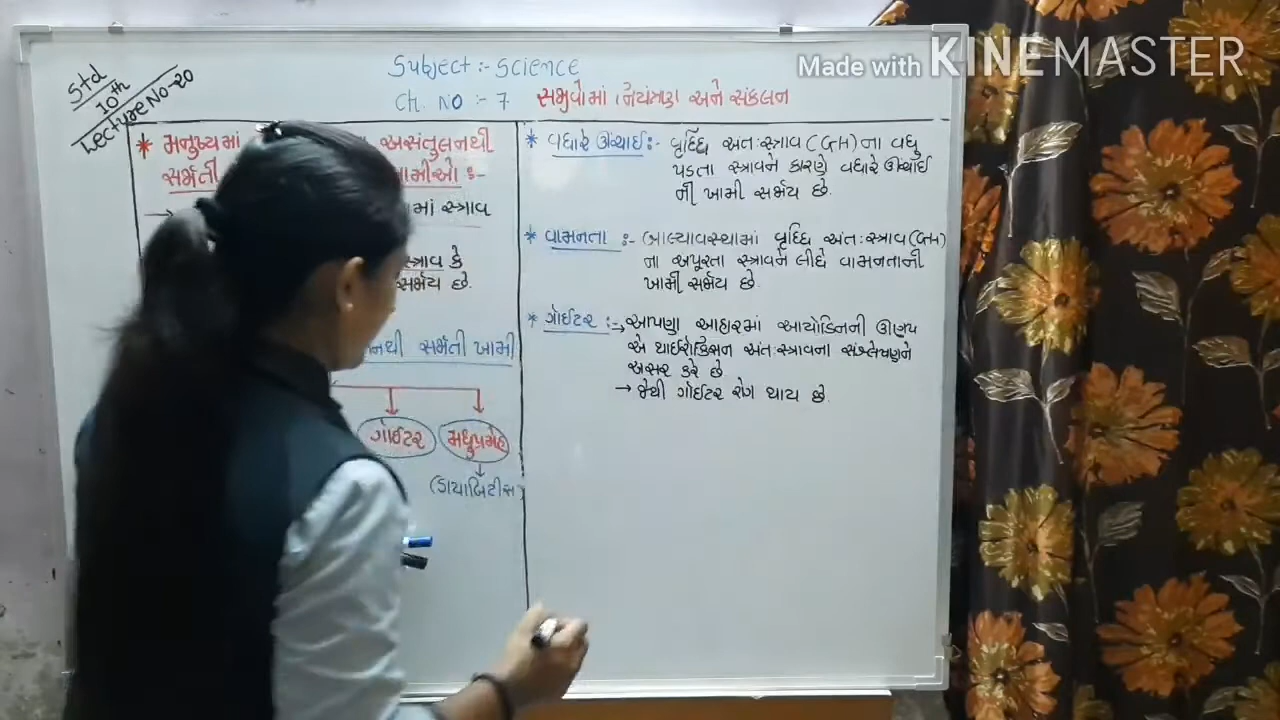 Made with KINEMASTER
Std 10th
Lecture No-20
Subject :- Science
Ch. No :- 7 સજીવોમાં નિયંત્રણ અને સંકલન
* મનુષ્યમાં અસંતુલનથી
સર્જાતી ખામીઓ :-
→ માં સ્ત્રાવ
સ્ત્રાવ કે
સર્જાય છે.
નથી સર્જાતી ખામી
ગોઈટર મધુપ્રમેહ
(ડાયાબિટીસ)
* વધારે ઊંચાઈ :- વૃદ્ધિ અંતઃસ્ત્રાવ (GH) ના વધુ
પડતા સ્ત્રાવને કારણે વધારે ઊંચાઈ
ની ખામી સર્જાય છે.
* વામનતા :- બાલ્યાવસ્થામાં વૃદ્ધિ અંતઃસ્ત્રાવ (GH)
ના અપૂરતા સ્ત્રાવને લીધે વામનતાની
ખામી સર્જાય છે.
* ગોઈટર :- → આપણા આહારમાં આયોડિનની ઊણપ
એ થાઈરોક્સિન અંતઃસ્ત્રાવના સંશ્લેષણને
અસર કરે છે
→ જેથી ગોઈટર રોગ થાય છે.